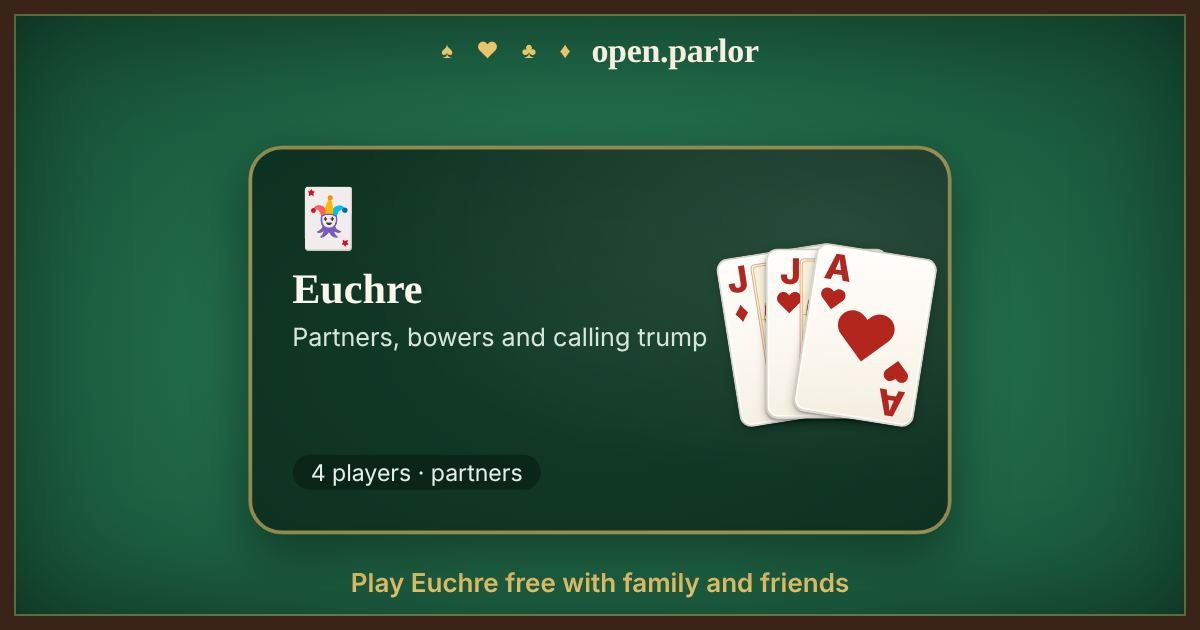 ♠ ♥ ♣ ♦ open.parlor
Euchre
Partners, bowers and calling trump
J♦
J♥
A♥
A
4 players · partners
Play Euchre free with family and friends